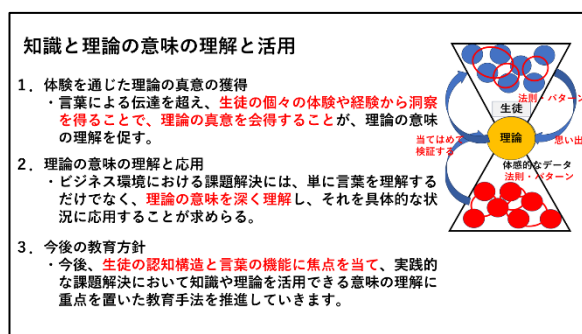 知識と理論の意味の理解と活用
1．体験を通じた理論の真意の獲得
・言葉による伝達を超え、生徒の個々の体験や経験から洞察
を得ることで、理論の真意を会得することが、理論の意味
の理解を促す。
2．理論の意味の理解と応用
・ビジネス環境における課題解決には、単に言葉を理解する
だけでなく、理論の意味を深く理解し、それを具体的な状
況に応用することが求めらる。
3．今後の教育方針
・今後、生徒の認知構造と言葉の機能に焦点を当て、実践的
な課題解決において知識や理論を活用できる意味の理解に
重点を置いた教育手法を推進していきます。
法則・パターン
生徒
理論
当てはめて
検証する
思い出
体感的なデータ
法則・パターン